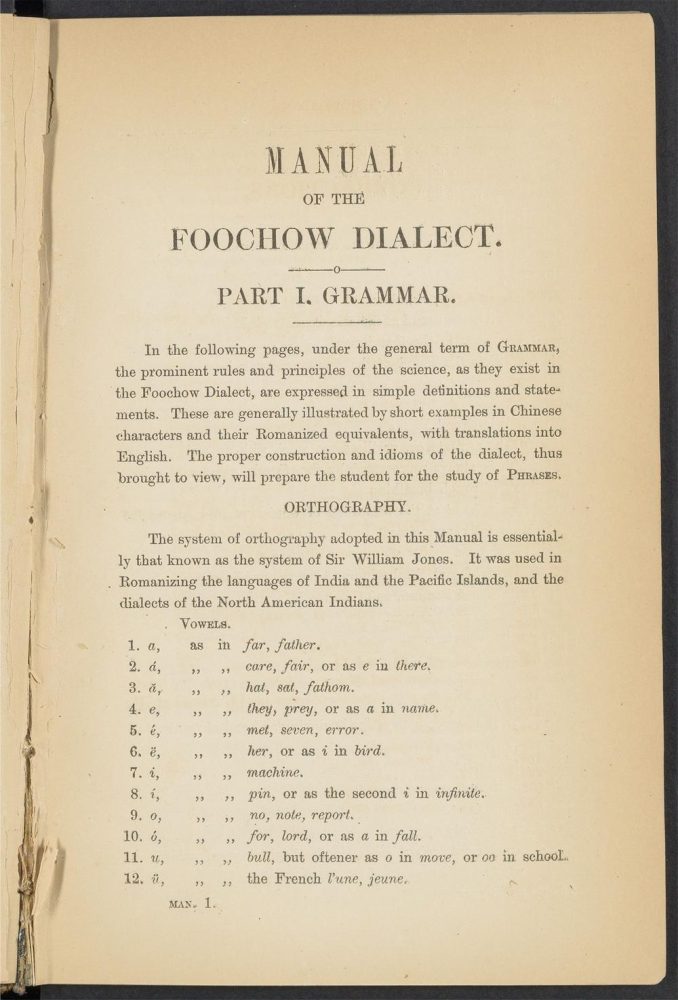 MANUAL
OF THE
FOOCHOW DIALECT.
PART I. GRAMMAR.
In the following pages, under the general term of GRAMMAR,
the prominent rules and principles of the science, as they exist in
the Foochow Dialect, are expressed in simple definitions and state-
ments. These are generally illustrated by short examples in Chinese
characters and their Romanized equivalents, with translations into
English. The proper construction and idioms of the dialect, thus
brought to view, will prepare the student for the study of PHRASES.
ORTHOGRAPHY.
The system of orthography adopted in this Manual is essential-
ly that known as the system of Sir William Jones. It was used in
Romanizing the languages of India and the Pacific Islands, and the
dialects of the North American Indians.
VOWELS.
1. a, as in far, father.
2. á, ,, ,, care, fair, or as e in there.
3. ă, ,, ,, hat, sat, fathom.
4. e, ,, ,, they, prey, or as a in name.
5. é, ,, ,, met, seven, error.
6. ë, ,, ,, her, or as i in bird.
7. i, ,, ,, machine.
8. í, ,, ,, pin, or as the second i in infinite.
9. o, ,, ,, no, note, report.
10. ó, ,, ,, for, lord, or as a in fall.
11. u, ,, ,, bull, but oftener as o in move, or oo in school.
12. ü, ,, ,, the French l'une, jeune.
MAN. 1.